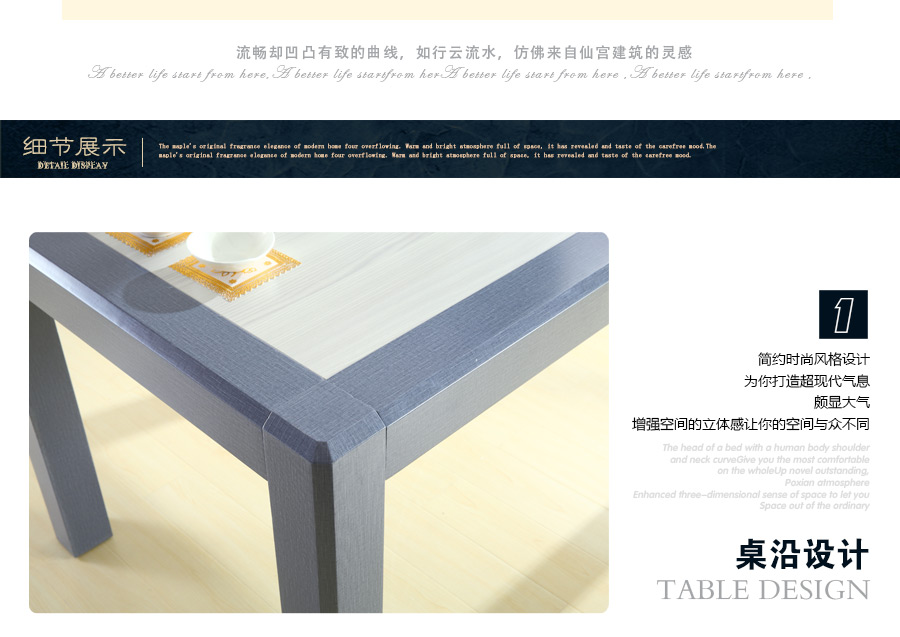 流畅却凹凸有致的曲线，如行云流水，仿佛来自仙宫建筑的灵感
A better life start from here. A better life startfrom her A better life start from here . A better life startfrom here .
细节展示
DETAIL DISPLAY
The maple's original fragrance elegance of modern home four overflowing. Warm and bright atmosphere full of space, it has revealed and taste of the carefree mood.The
maple's original fragrance elegance of modern home four overflowing. Warm and bright atmosphere full of space, it has revealed and taste of the carefree mood.
1
简约时尚风格设计
为你打造超现代气息
颇显大气
增强空间的立体感让你的空间与众不同
The head of a bed with a human body shoulder
and neck curveGive you the most comfortable
on the wholeUp novel outstanding,
Poxian atmosphere
Enhanced three-dimensional sense of space to let you
Space out of the ordinary
桌沿设计
TABLE DESIGN